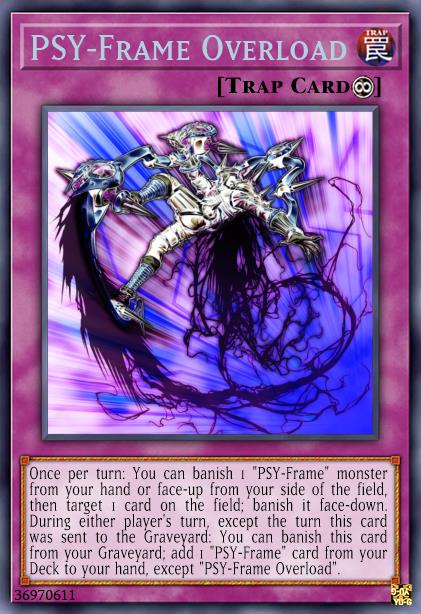 PSY-Frame Overload
TRAP
罠
[Trap Card]
Once per turn: You can banish 1 "PSY-Frame" monster
from your hand or face-up from your side of the field,
then target 1 card on the field; banish it face-down.
During either player's turn, except the turn this card
was sent to the Graveyard: You can banish this card
from your Graveyard; add 1 "PSY-Frame" card from your
Deck to your hand, except "PSY-Frame Overload".
36970611